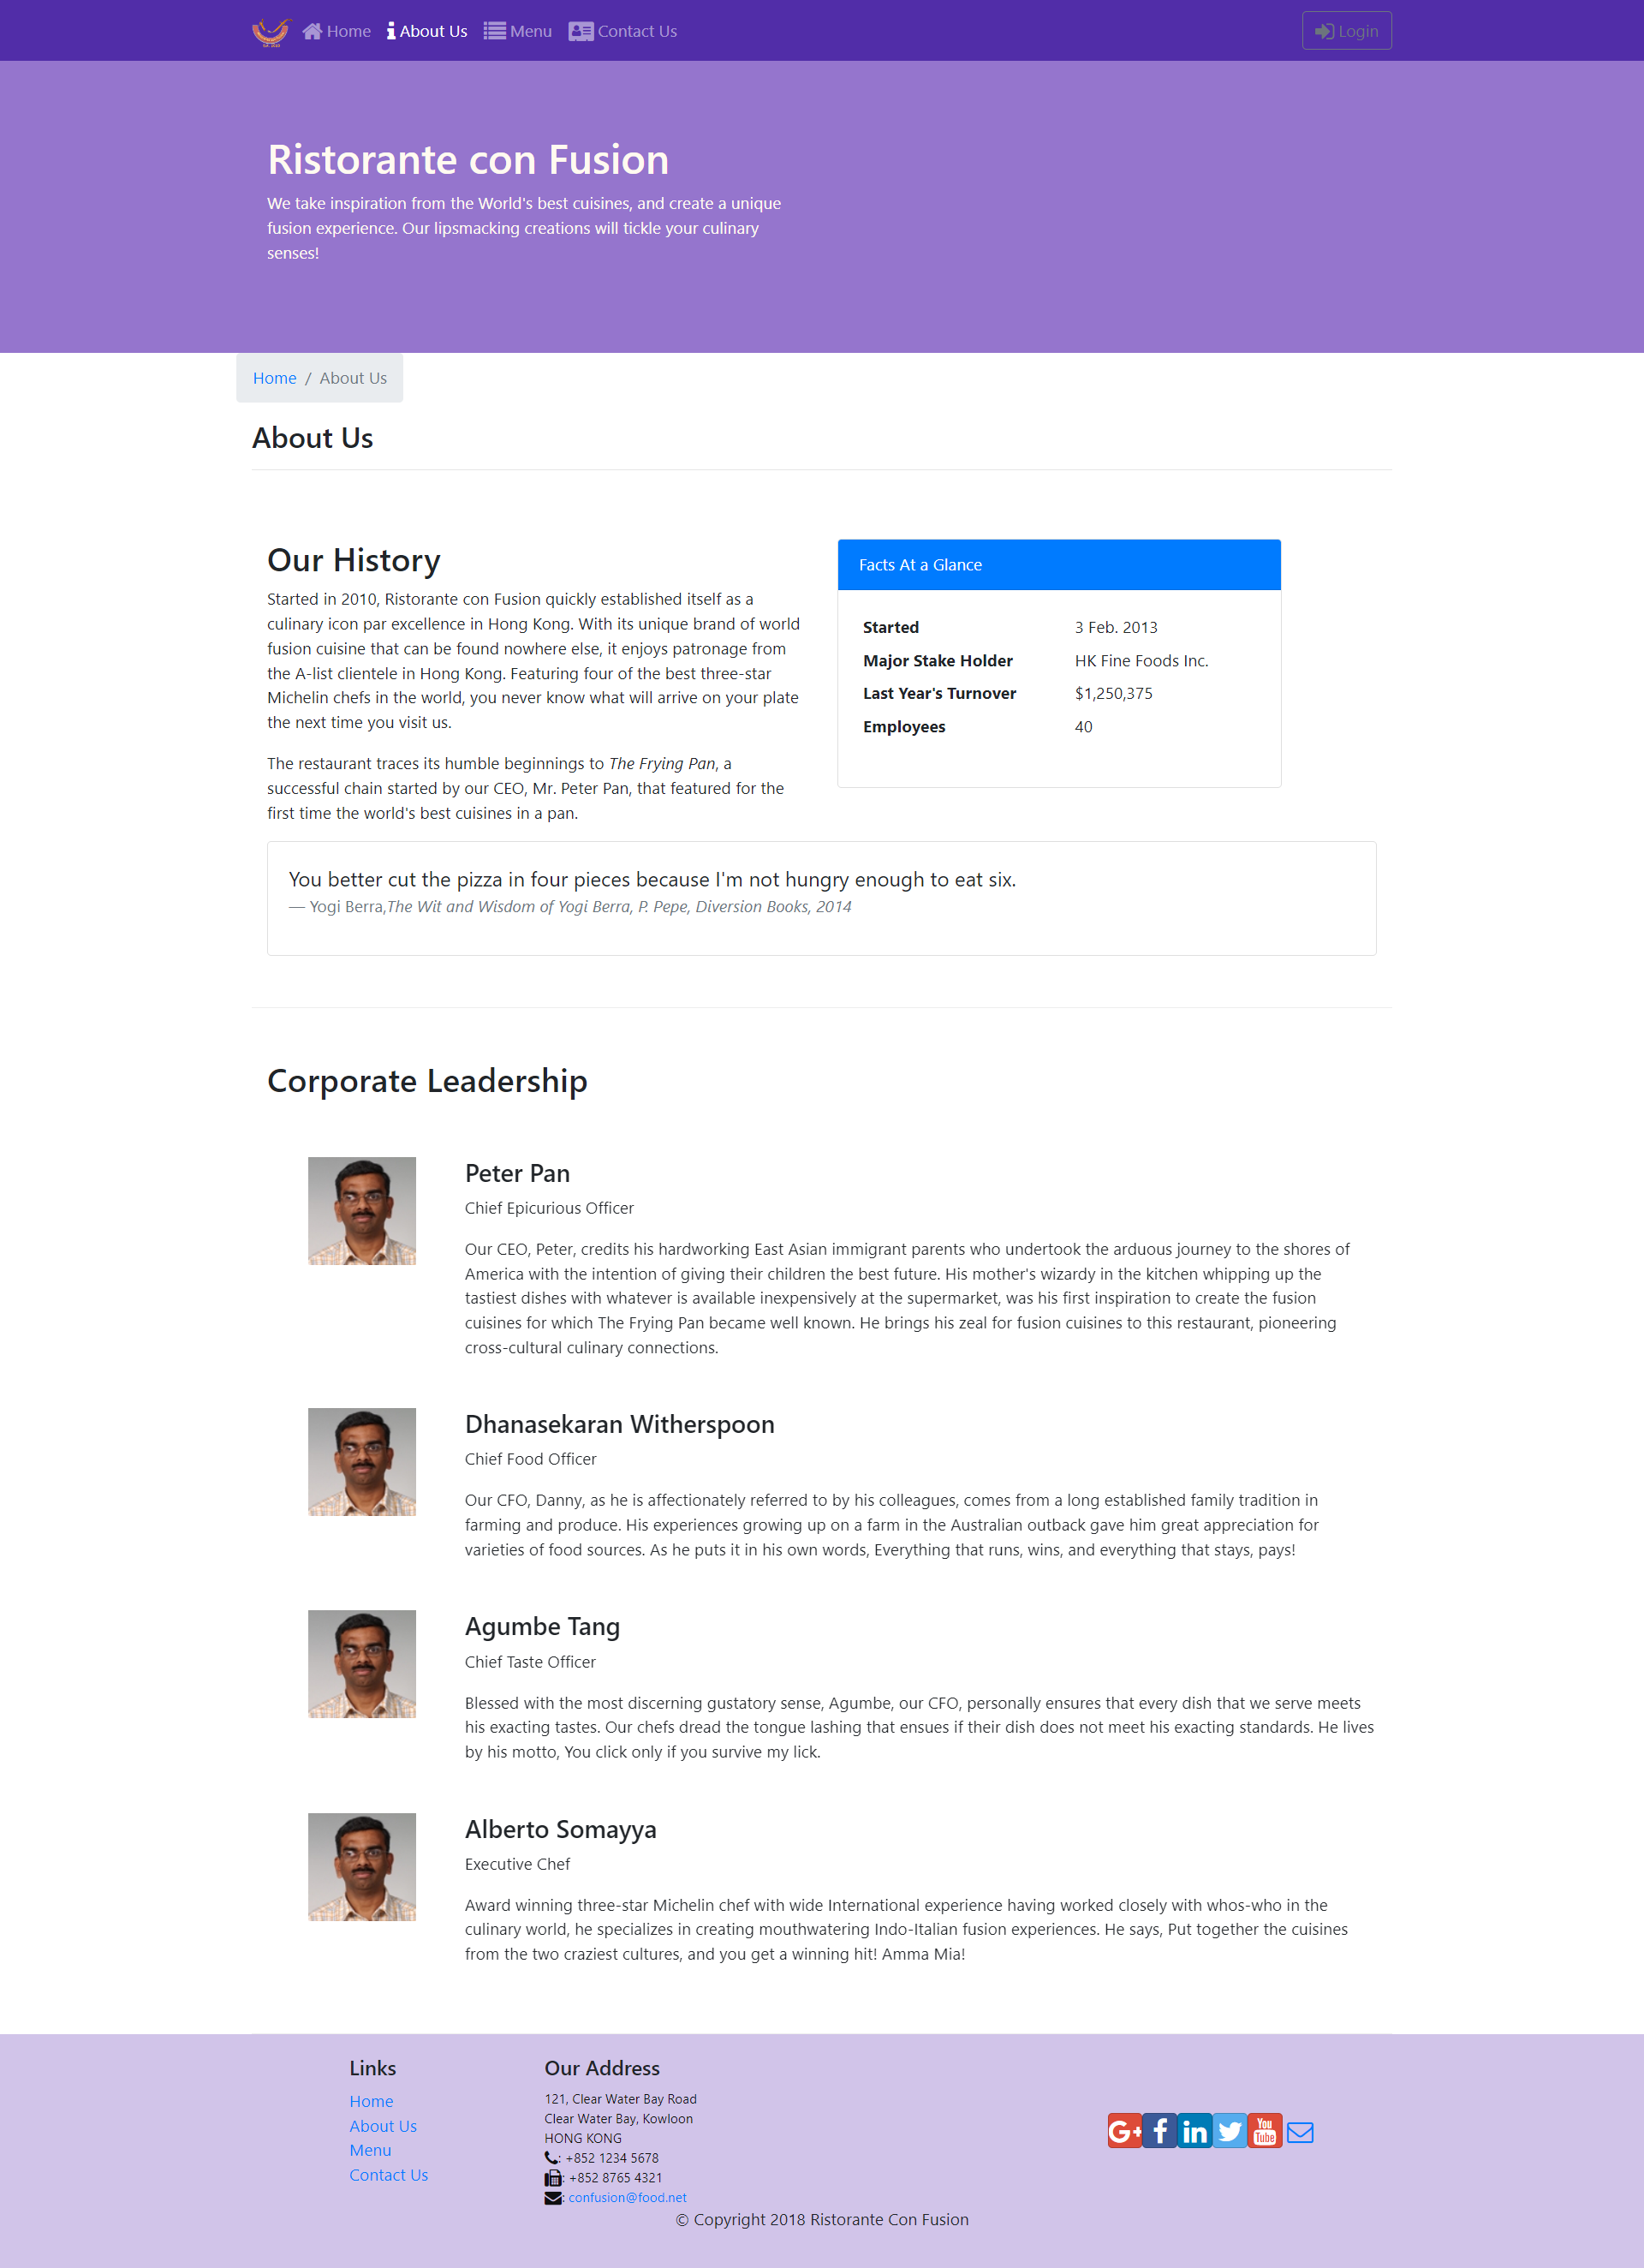 Home About Us Menu Contact Us Login
Ristorante con Fusion
We take inspiration from the World's best cuisines, and create a unique
fusion experience. Our lipsmacking creations will tickle your culinary
senses!
Home / About Us
About Us
Our History
Started in 2010, Ristorante con Fusion quickly established itself as a
culinary icon par excellence in Hong Kong. With its unique brand of world
fusion cuisine that can be found nowhere else, it enjoys patronage from
the A-list clientele in Hong Kong. Featuring four of the best three-star
Michelin chefs in the world, you never know what will arrive on your plate
the next time you visit us.
The restaurant traces its humble beginnings to The Frying Pan, a
successful chain started by our CEO, Mr. Peter Pan, that featured for the
first time the world's best cuisines in a pan.
Facts At a Glance
Started 3 Feb. 2013
Major Stake Holder HK Fine Foods Inc.
Last Year's Turnover $1,250,375
Employees 40
You better cut the pizza in four pieces because I'm not hungry enough to eat six.
— Yogi Berra,The Wit and Wisdom of Yogi Berra, P. Pepe, Diversion Books, 2014
Corporate Leadership
Peter Pan
Chief Epicurious Officer
Our CEO, Peter, credits his hardworking East Asian immigrant parents who undertook the arduous journey to the shores of
America with the intention of giving their children the best future. His mother's wizardy in the kitchen whipping up the
tastiest dishes with whatever is available inexpensively at the supermarket, was his first inspiration to create the fusion
cuisines for which The Frying Pan became well known. He brings his zeal for fusion cuisines to this restaurant, pioneering
cross-cultural culinary connections.
Dhanasekaran Witherspoon
Chief Food Officer
Our CFO, Danny, as he is affectionately referred to by his colleagues, comes from a long established family tradition in
farming and produce. His experiences growing up on a farm in the Australian outback gave him great appreciation for
varieties of food sources. As he puts it in his own words, Everything that runs, wins, and everything that stays, pays!
Agumbe Tang
Chief Taste Officer
Blessed with the most discerning gustatory sense, Agumbe, our CFO, personally ensures that every dish that we serve meets
his exacting tastes. Our chefs dread the tongue lashing that ensues if their dish does not meet his exacting standards. He lives
by his motto, You click only if you survive my lick.
Alberto Somayya
Executive Chef
Award winning three-star Michelin chef with wide International experience having worked closely with whos-who in the
culinary world, he specializes in creating mouthwatering Indo-Italian fusion experiences. He says, Put together the cuisines
from the two craziest cultures, and you get a winning hit! Amma Mia!
Links
Home
About Us
Menu
Contact Us
Our Address
121, Clear Water Bay Road
Clear Water Bay, Kowloon
HONG KONG
: +852 1234 5678
: +852 8765 4321
: confusion@food.net
G+ f in You Tube
© Copyright 2018 Ristorante Con Fusion